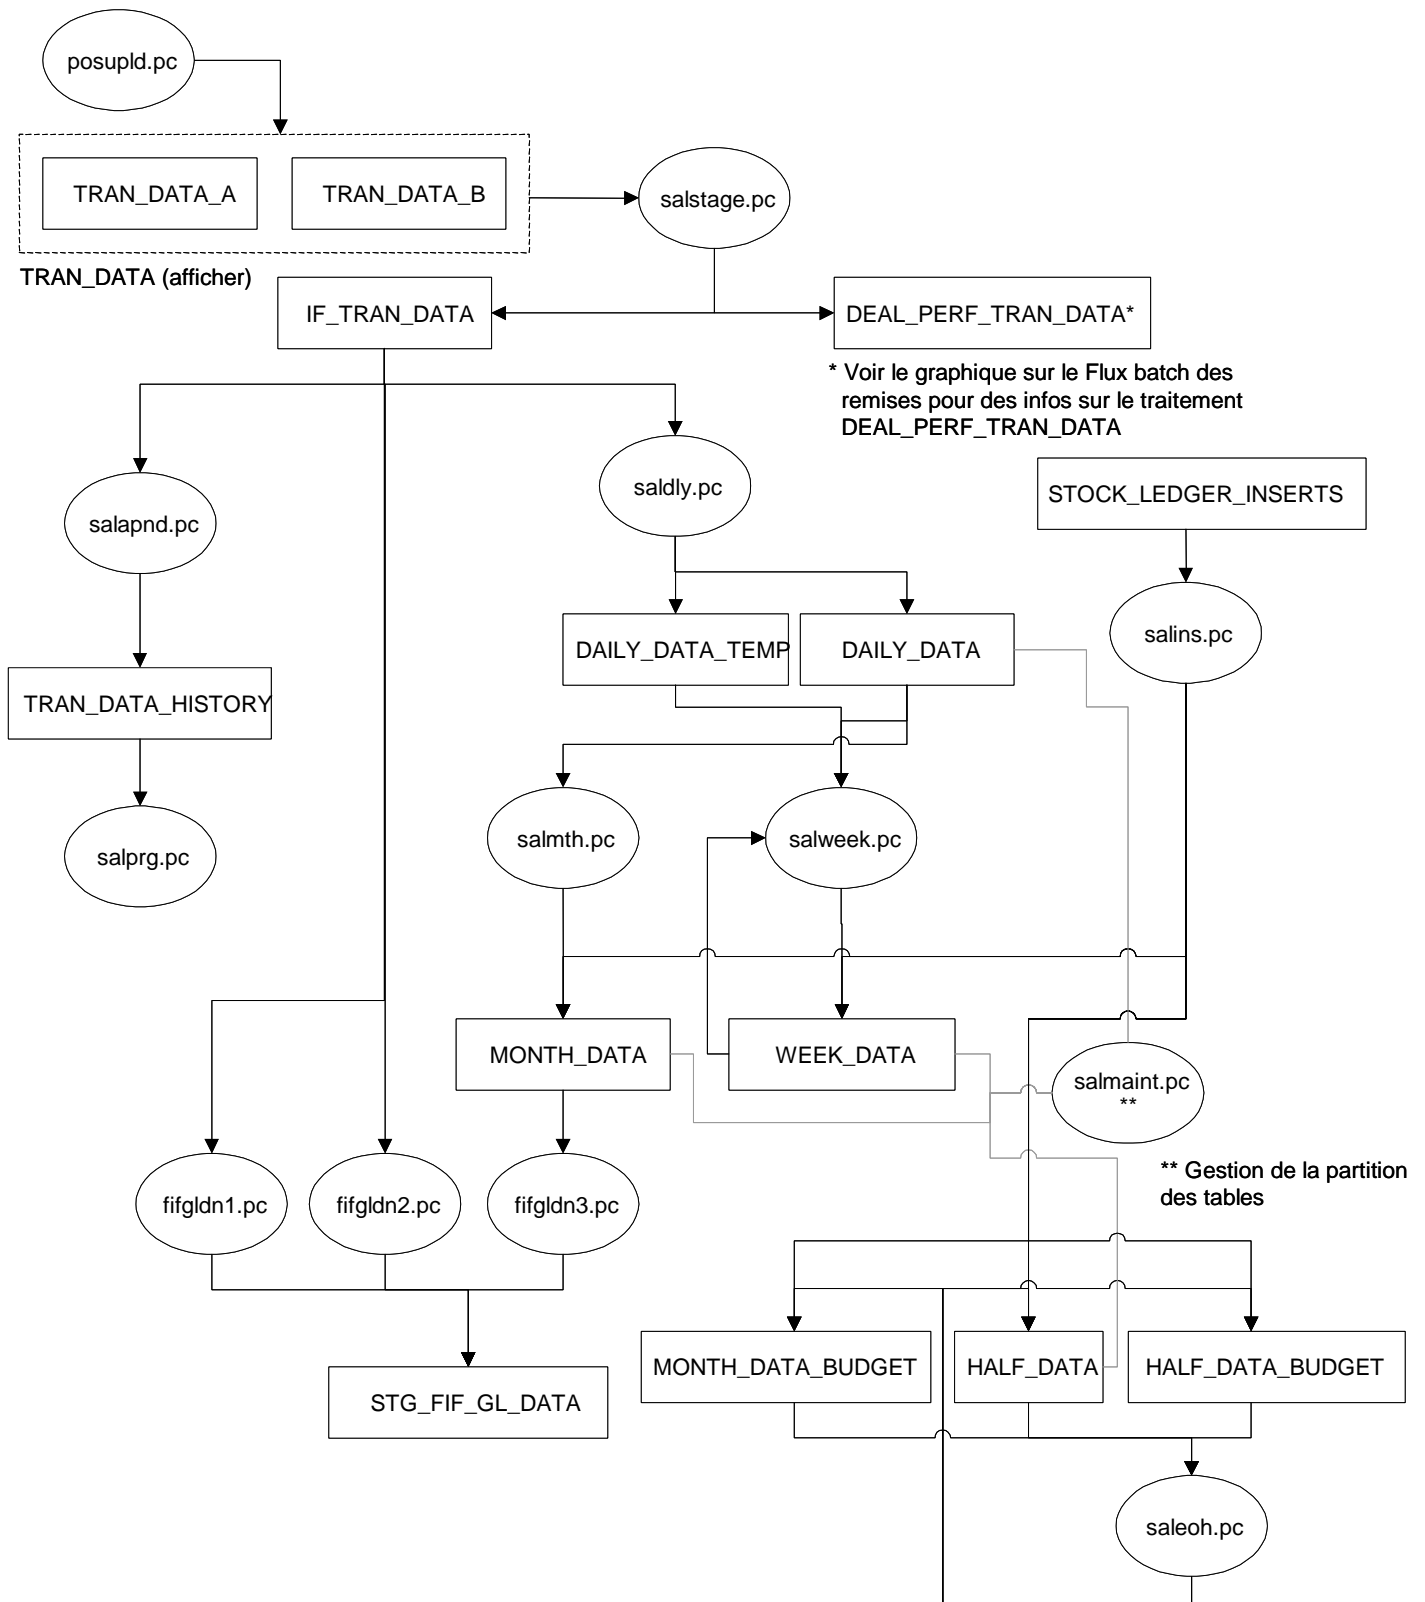 posupld.pc
TRAN_DATA_A
TRAN_DATA_B
salstage.pc
TRAN_DATA (afficher)
IF_TRAN_DATA
DEAL_PERF_TRAN_DATA*
* Voir le graphique sur le Flux batch des
remises pour des infos sur le traitement
DEAL_PERF_TRAN_DATA
saldly.pc
STOCK_LEDGER_INSERTS
salapnd.pc
DAILY_DATA_TEMP
DAILY_DATA
salins.pc
TRAN_DATA_HISTORY
salmth.pc
salweek.pc
salprg.pc
MONTH_DATA
WEEK_DATA
salmaint.pc
**
** Gestion de la partition
des tables
fifgldn1.pc
fifgldn2.pc
fifgldn3.pc
MONTH_DATA_BUDGET
HALF_DATA
HALF_DATA_BUDGET
STG_FIF_GL_DATA
saleoh.pc